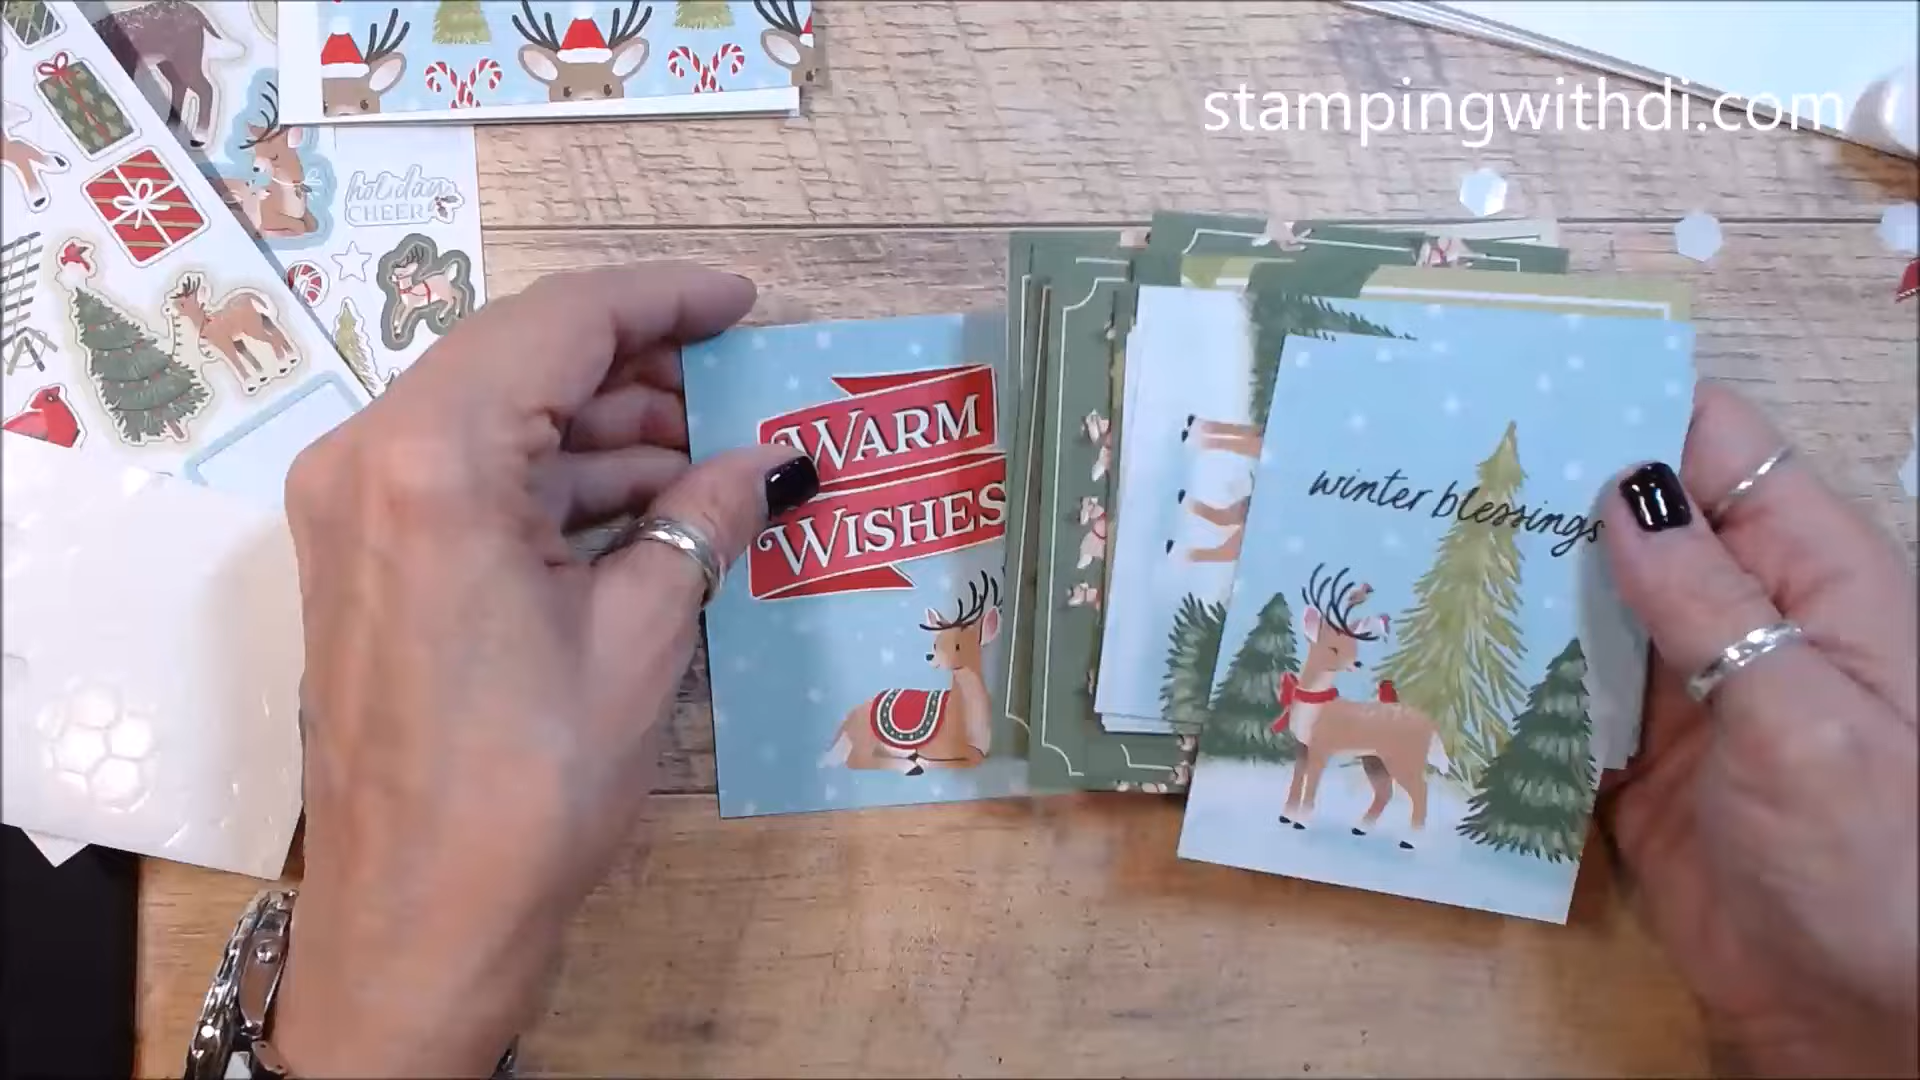 stampingwithdi.com
holiday
CHEER
WARM
WISHES
winter blessings